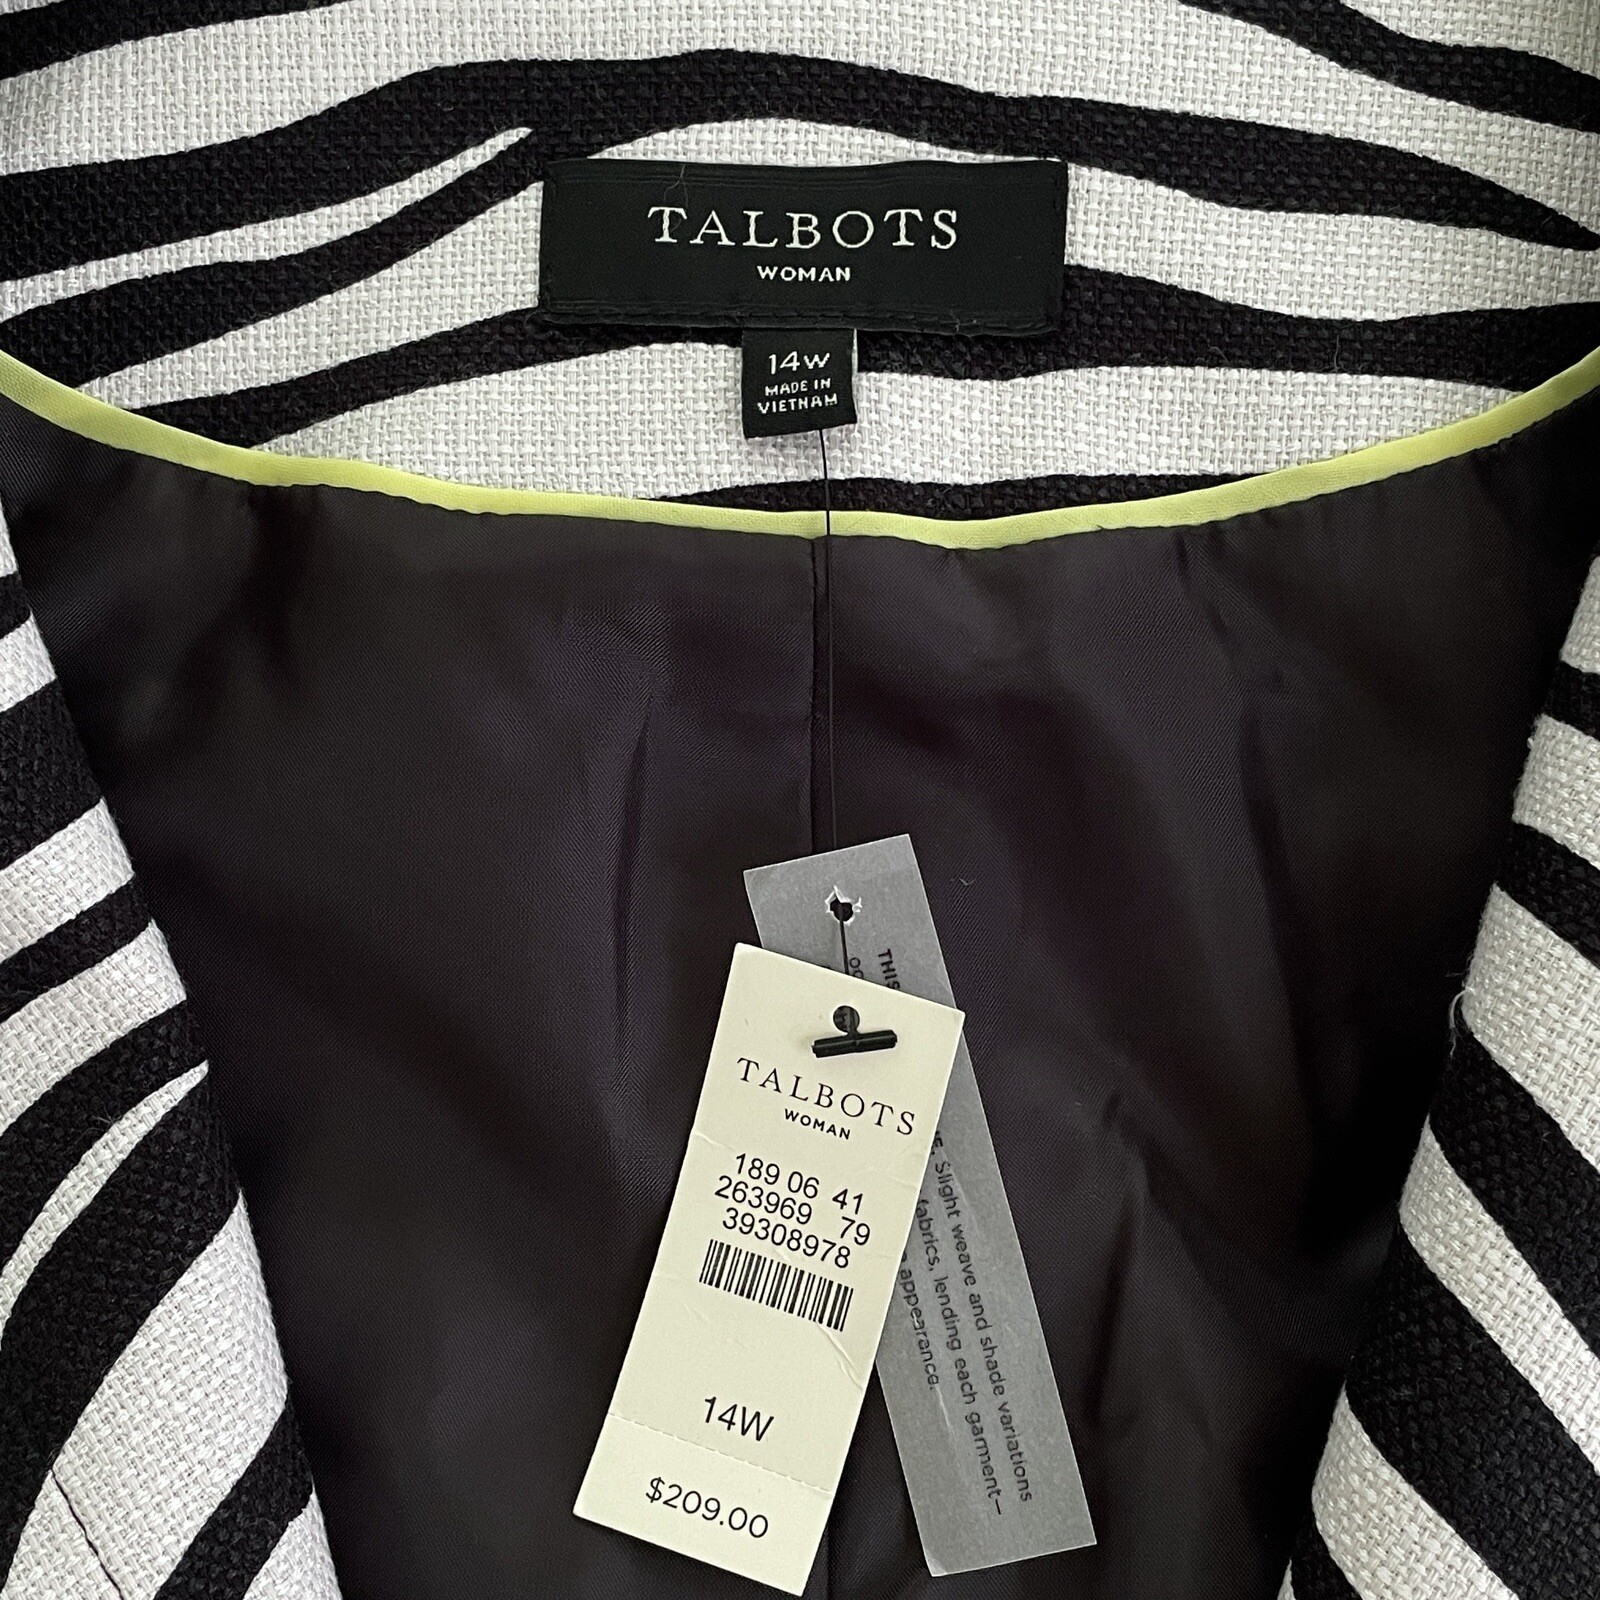 TALBOTS
WOMAN
14W
MADE IN
VIETNAM
THIS
TALBOTS
WOMAN
189 06 41
263969 79
39308978
14W
$209.00
Slight weave and shade variations
fabrics, lending each garment—
appearance.